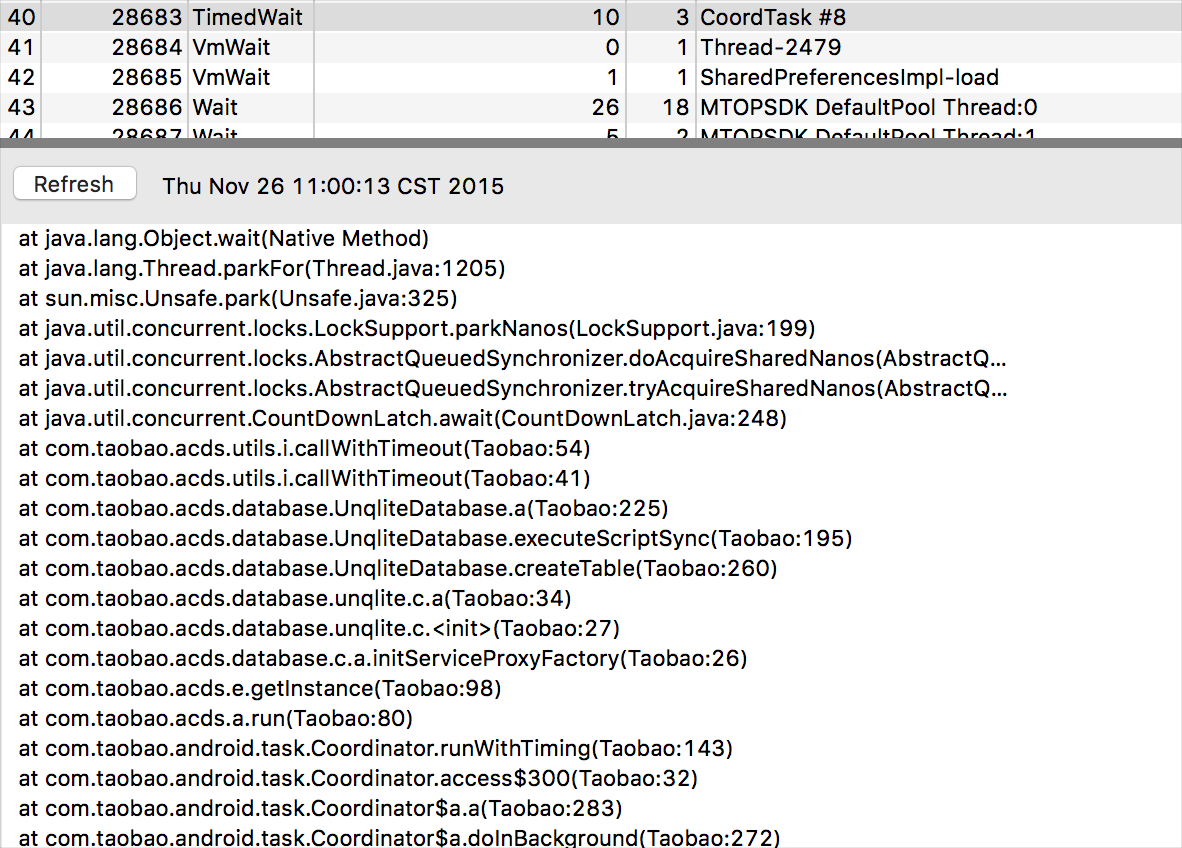 40 28683 TimedWait 10 3 CoordTask #8
41 28684 VmWait 0 1 Thread-2479
42 28685 VmWait 1 1 SharedPreferencesImpl-load
43 28686 Wait 26 18 MTOPSDK DefaultPool Thread:0
44 28687 Wait 5 2 MTOPSDK DefaultPool Thread:1
Refresh Thu Nov 26 11:00:13 CST 2015
at java.lang.Object.wait(Native Method)
at java.lang.Thread.parkFor(Thread.java:1205)
at sun.misc.Unsafe.park(Unsafe.java:325)
at java.util.concurrent.locks.LockSupport.parkNanos(LockSupport.java:199)
at java.util.concurrent.locks.AbstractQueuedSynchronizer.doAcquireSharedNanos(AbstractQ...
at java.util.concurrent.locks.AbstractQueuedSynchronizer.tryAcquireSharedNanos(AbstractQ...
at java.util.concurrent.CountDownLatch.await(CountDownLatch.java:248)
at com.taobao.acds.utils.i.callWithTimeout(Taobao:54)
at com.taobao.acds.utils.i.callWithTimeout(Taobao:41)
at com.taobao.acds.database.UnqliteDatabase.a(Taobao:225)
at com.taobao.acds.database.UnqliteDatabase.executeScriptSync(Taobao:195)
at com.taobao.acds.database.UnqliteDatabase.createTable(Taobao:260)
at com.taobao.acds.database.unqlite.c.a(Taobao:34)
at com.taobao.acds.database.unqlite.c.<init>(Taobao:27)
at com.taobao.acds.database.c.a.initServiceProxyFactory(Taobao:26)
at com.taobao.acds.e.getInstance(Taobao:98)
at com.taobao.acds.a.run(Taobao:80)
at com.taobao.android.task.Coordinator.runWithTiming(Taobao:143)
at com.taobao.android.task.Coordinator.access$300(Taobao:32)
at com.taobao.android.task.Coordinator$a.a(Taobao:283)
at com.taobao.android.task.Coordinator$a.doInBackground(Taobao:272)